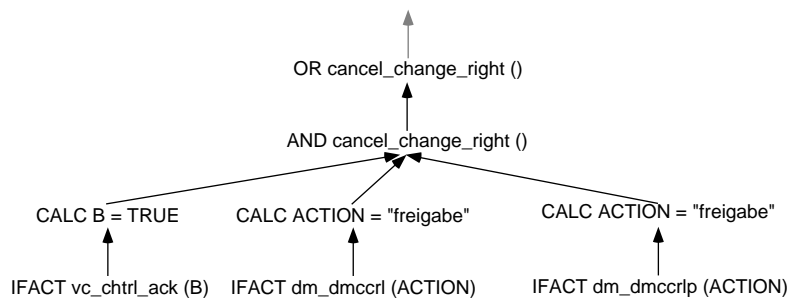 OR cancel_change_right ()
AND cancel_change_right ()
CALC B = TRUE
CALC ACTION = "freigabe"
CALC ACTION = "freigabe"
IFACT vc_chtrl_ack (B)
IFACT dm_dmccrl (ACTION)
IFACT dm_dmccrlp (ACTION)